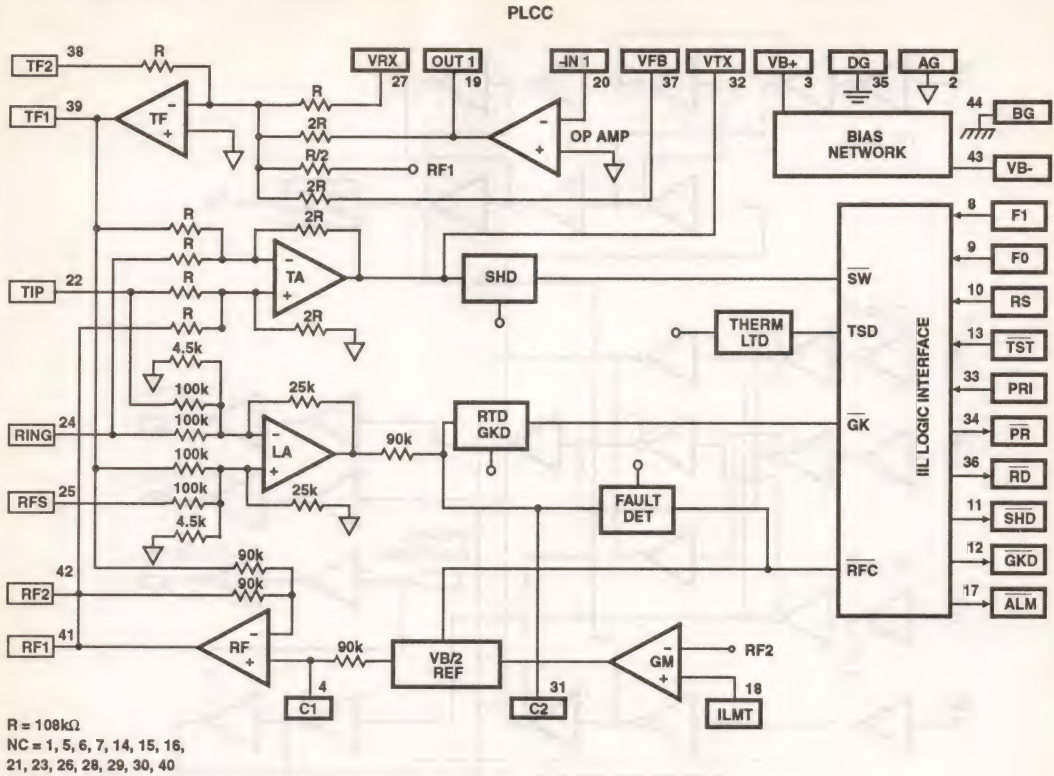 PLCC
38
TF2
R
VRX
27
OUT 1
19
-IN 1
20
VFB
37
VTX
32
VB+
3
DG
35
AG
2
39
TF1
-
TF
+
R
2R
R/2
RF1
2R
-
OP AMP
+
BIAS
NETWORK
44
BG
43
VB-
R
R
22
TIP
R
R
2R
-
TA
+
2R
SHD
SW
THERM
LTD
TSD
IIL LOGIC INTERFACE
8
F1
9
F0
10
RS
13
TST
33
PRI
34
PR
36
RD
11
SHD
12
GKD
17
ALM
4.5k
100k
24
RING
100k
100k
25
RFS
100k
4.5k
25k
-
LA
+
25k
90k
RTD
GKD
GK
FAULT
DET
RFC
42
RF2
90k
90k
41
RF1
-
RF
+
90k
4
C1
VB/2
REF
31
C2
-
GM
+
RF2
18
ILMT
R = 108kΩ
NC = 1, 5, 6, 7, 14, 15, 16,
21, 23, 26, 28, 29, 30, 40